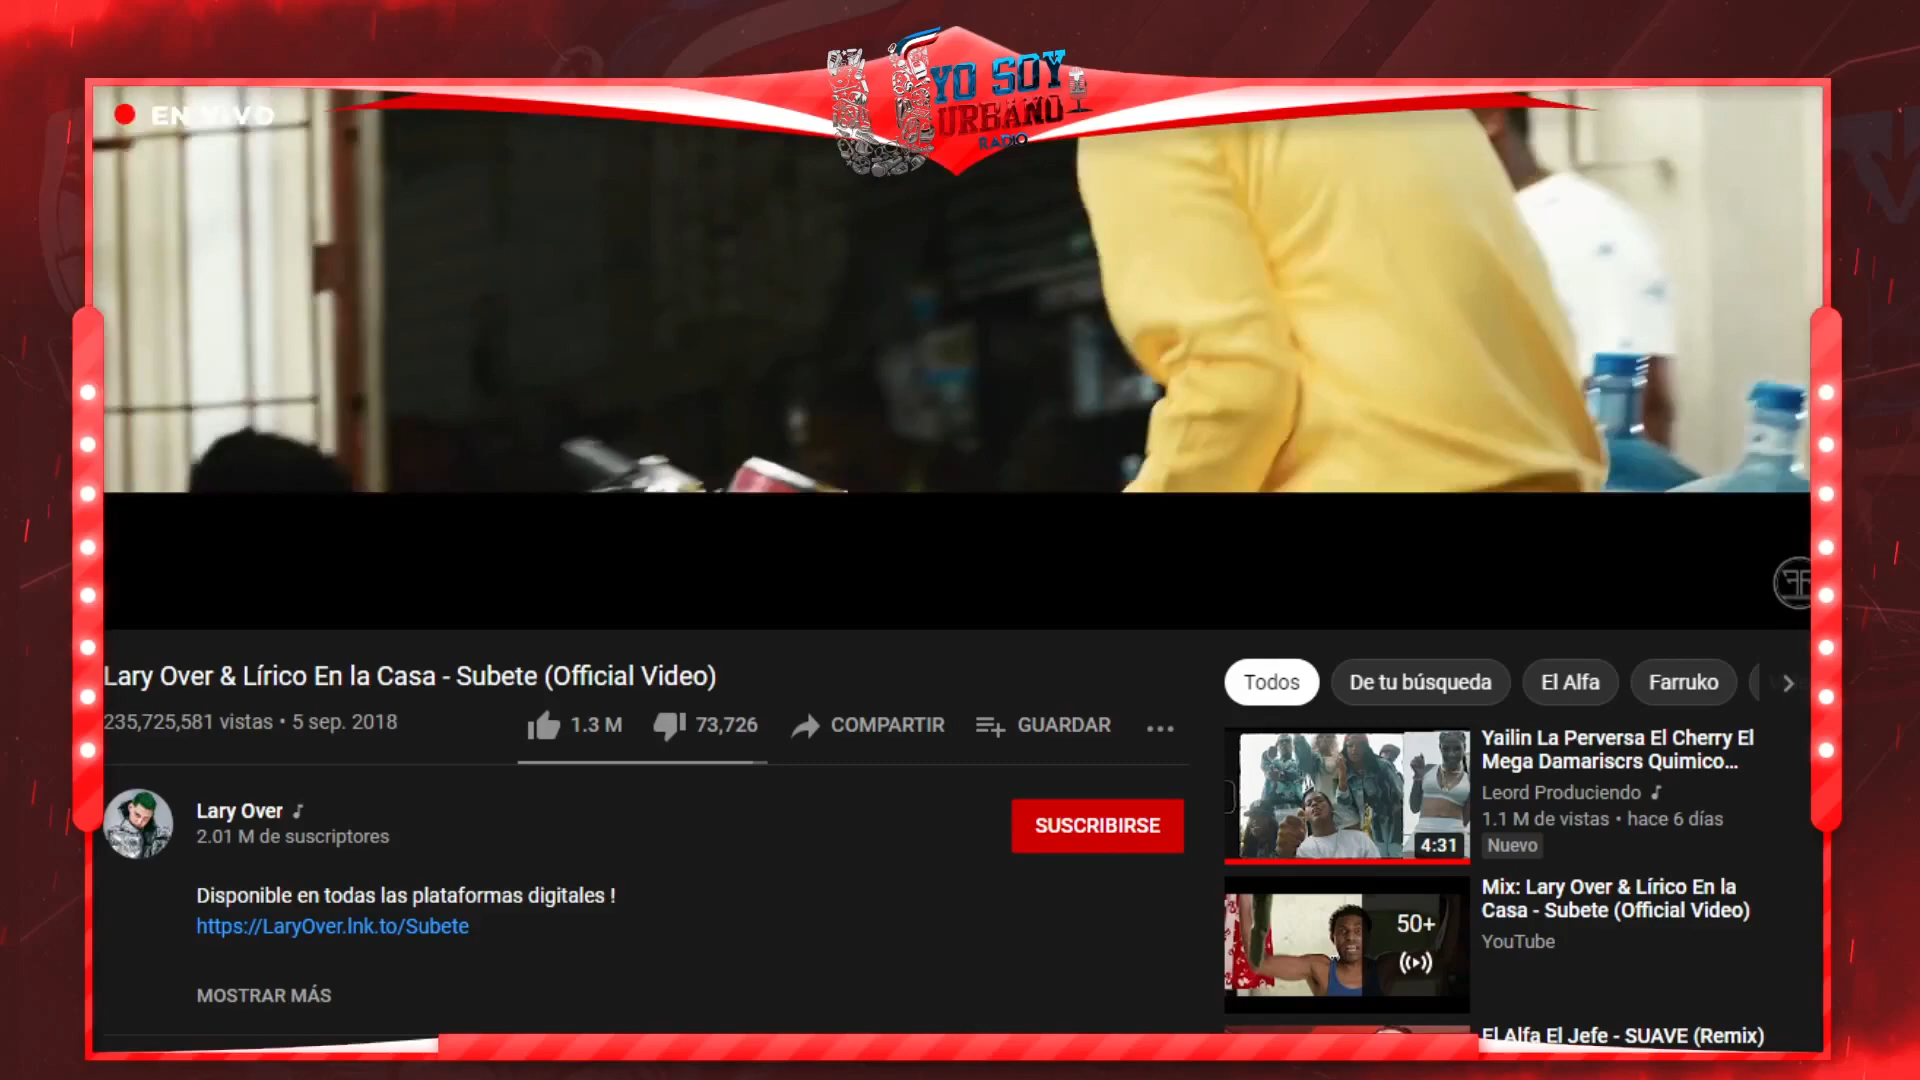 EN VIVO
YO SOY
URBANO
RADIO
Lary Over & Lírico En la Casa - Subete (Official Video)
235,725,581 vistas • 5 sep. 2018
1.3 M
73,726
COMPARTIR
GUARDAR
Lary Over
2.01 M de suscriptores
SUSCRIBIRSE
Disponible en todas las plataformas digitales !
https://LaryOver.lnk.to/Subete
MOSTRAR MÁS
Todos
De tu búsqueda
El Alfa
Farruko
Yailin La Perversa El Cherry El
Mega Damariscrs Quimico...
Leord Produciendo
1.1 M de vistas • hace 6 días
Nuevo
4:31
Mix: Lary Over & Lírico En la
Casa - Subete (Official Video)
YouTube
50+
El Alfa El Jefe - SUAVE (Remix)